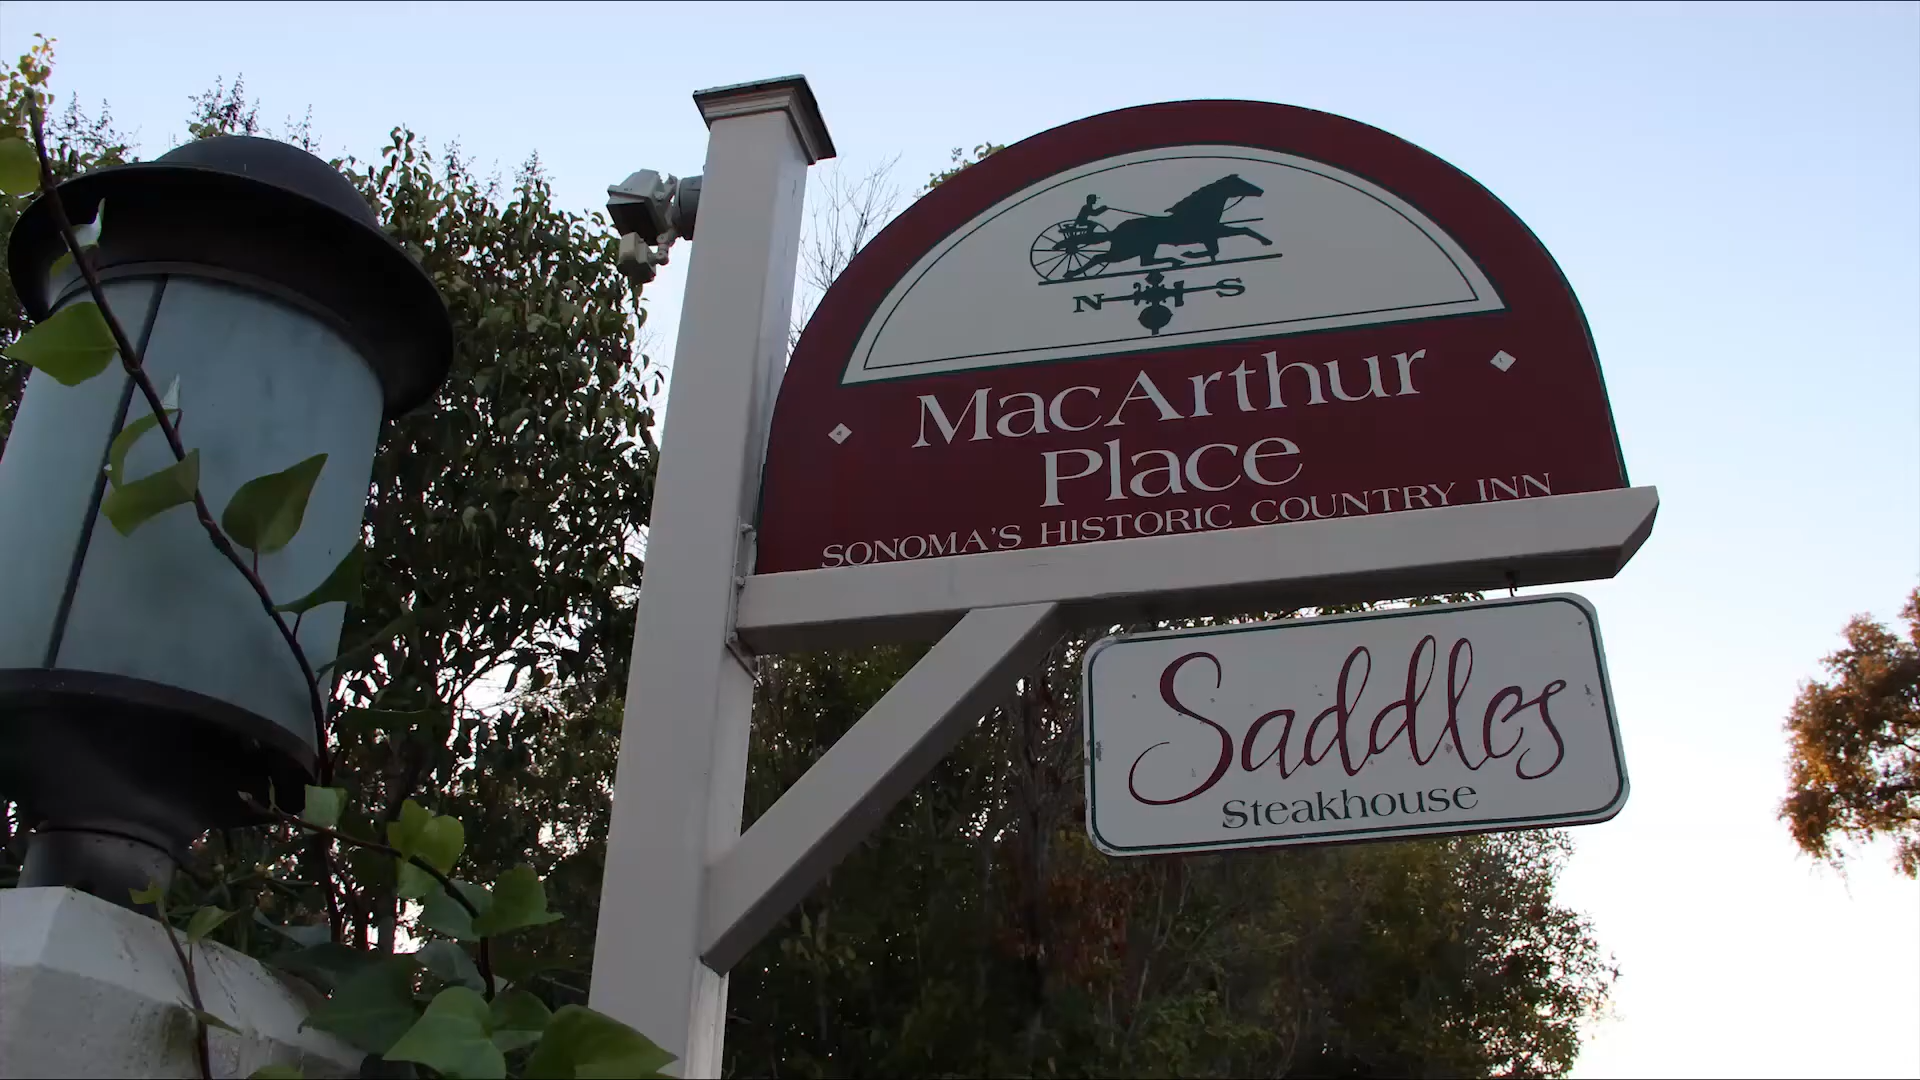 N S
MacArthur
Place
SONOMA'S HISTORIC COUNTRY INN
Saddles
Steakhouse